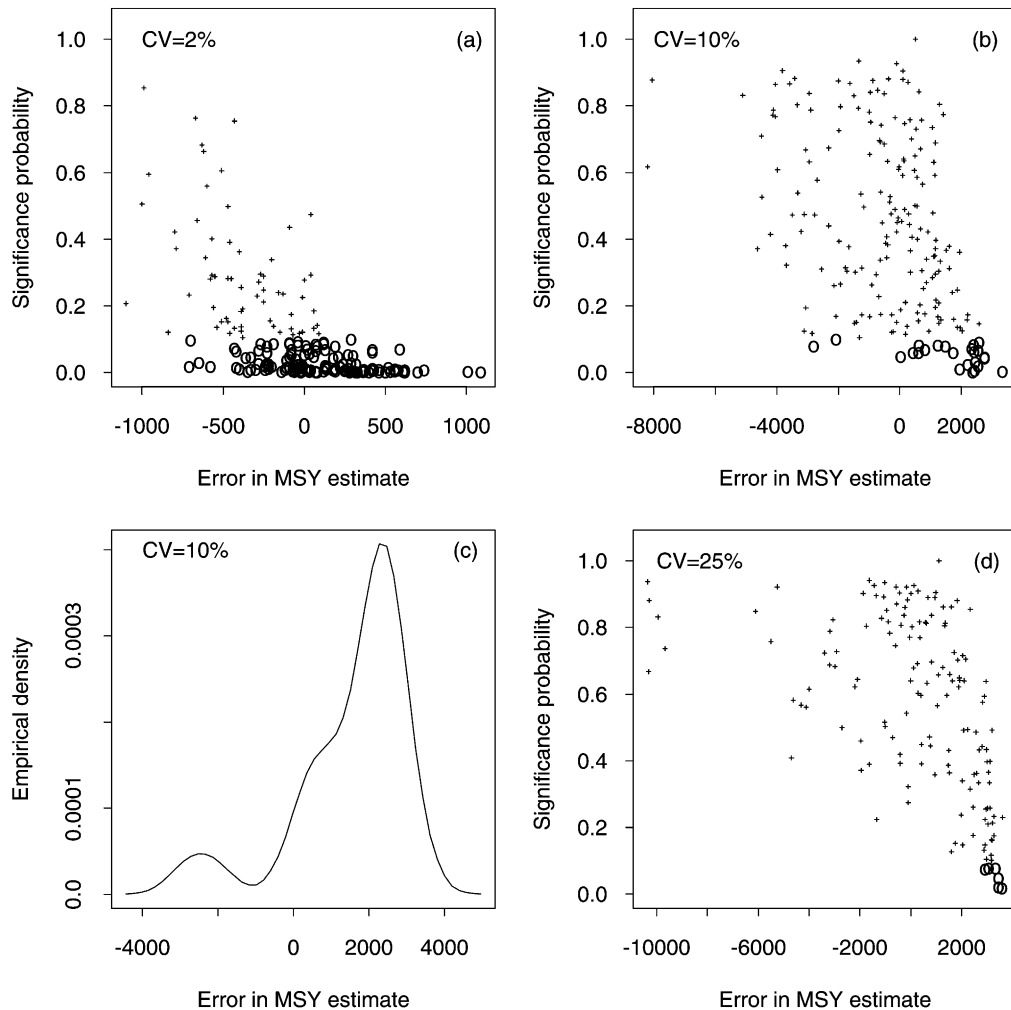 CV=2%
(a)
1.0
0.8
0.6
0.4
0.2
0.0
Significance probability
-1000
-500
0
500
1000
Error in MSY estimate
CV=10%
(b)
1.0
0.8
0.6
0.4
0.2
0.0
Significance probability
-8000
-4000
0
2000
Error in MSY estimate
CV=10%
(c)
0.0003
0.0001
0.0
Empirical density
-4000
0
2000
4000
Error in MSY estimate
CV=25%
(d)
1.0
0.8
0.6
0.4
0.2
0.0
Significance probability
-10000
-6000
-2000
2000
Error in MSY estimate